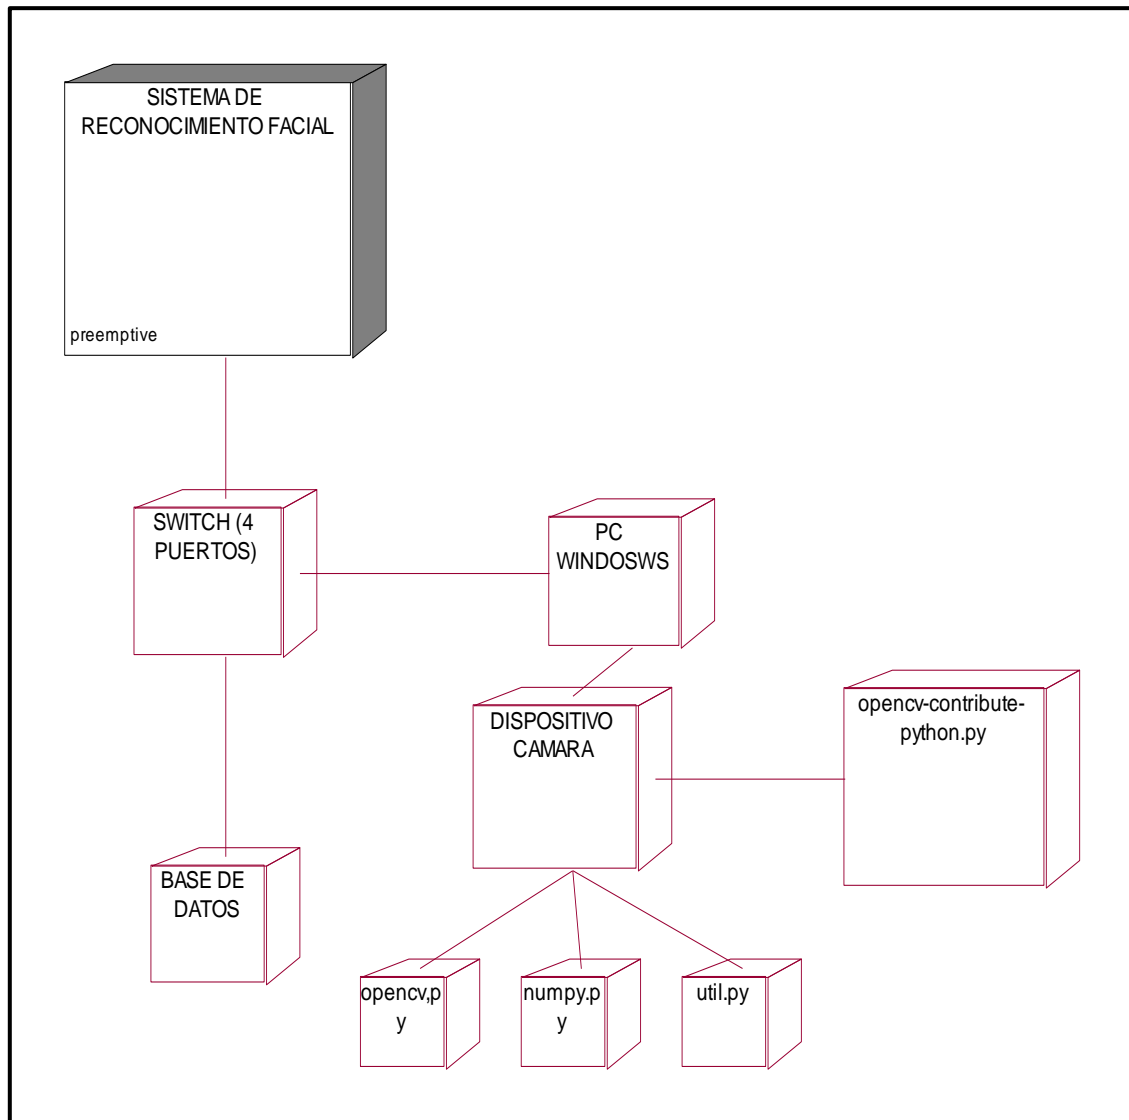 SISTEMA DE
RECONOCIMIENTO FACIAL
preemptive
SWITCH (4
PUERTOS)
PC
WINDOSWS
DISPOSITIVO
CAMARA
opencv-contribute-
python.py
BASE DE
DATOS
opencv,p
y
numpy.p
y
util.py